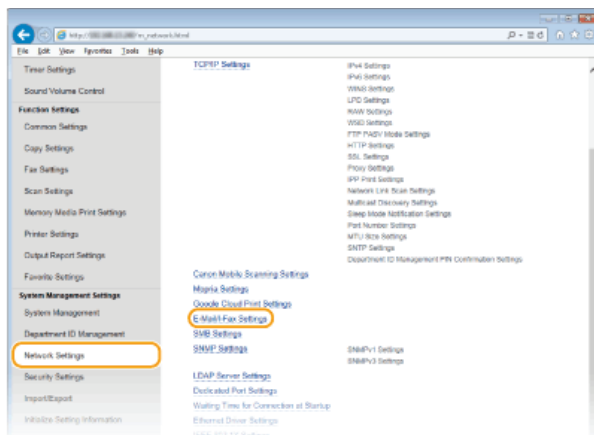 File Edit View Favorites Tools Help
Timer Settings
Sound Volume Control
Function Settings
Common Settings
Copy Settings
Fax Settings
Scan Settings
Memory Media Print Settings
Printer Settings
Output Report Settings
Favorite Settings
System Management Settings
System Management
Department ID Management
Network Settings
Security Settings
Import/Export
Initialize Setting Information
TCP/IP Settings
IPv4 Settings
IPv6 Settings
WINS Settings
LPD Settings
RAW Settings
WSD Settings
FTP PASV Mode Settings
HTTP Settings
SSL Settings
Proxy Settings
IPP Print Settings
Network Link Scan Settings
Multicast Discovery Settings
Sleep Mode Notification Settings
Port Number Settings
MTU Size Settings
SNTP Settings
Department ID Management PIN Confirmation Settings
Canon Mobile Scanning Settings
Mopria Settings
Google Cloud Print Settings
E-Mail/I-Fax Settings
SMB Settings
SNMP Settings
SNMPv1 Settings
SNMPv3 Settings
LDAP Server Settings
Dedicated Port Settings
Waiting Time for Connection at Startup
Ethernet Driver Settings